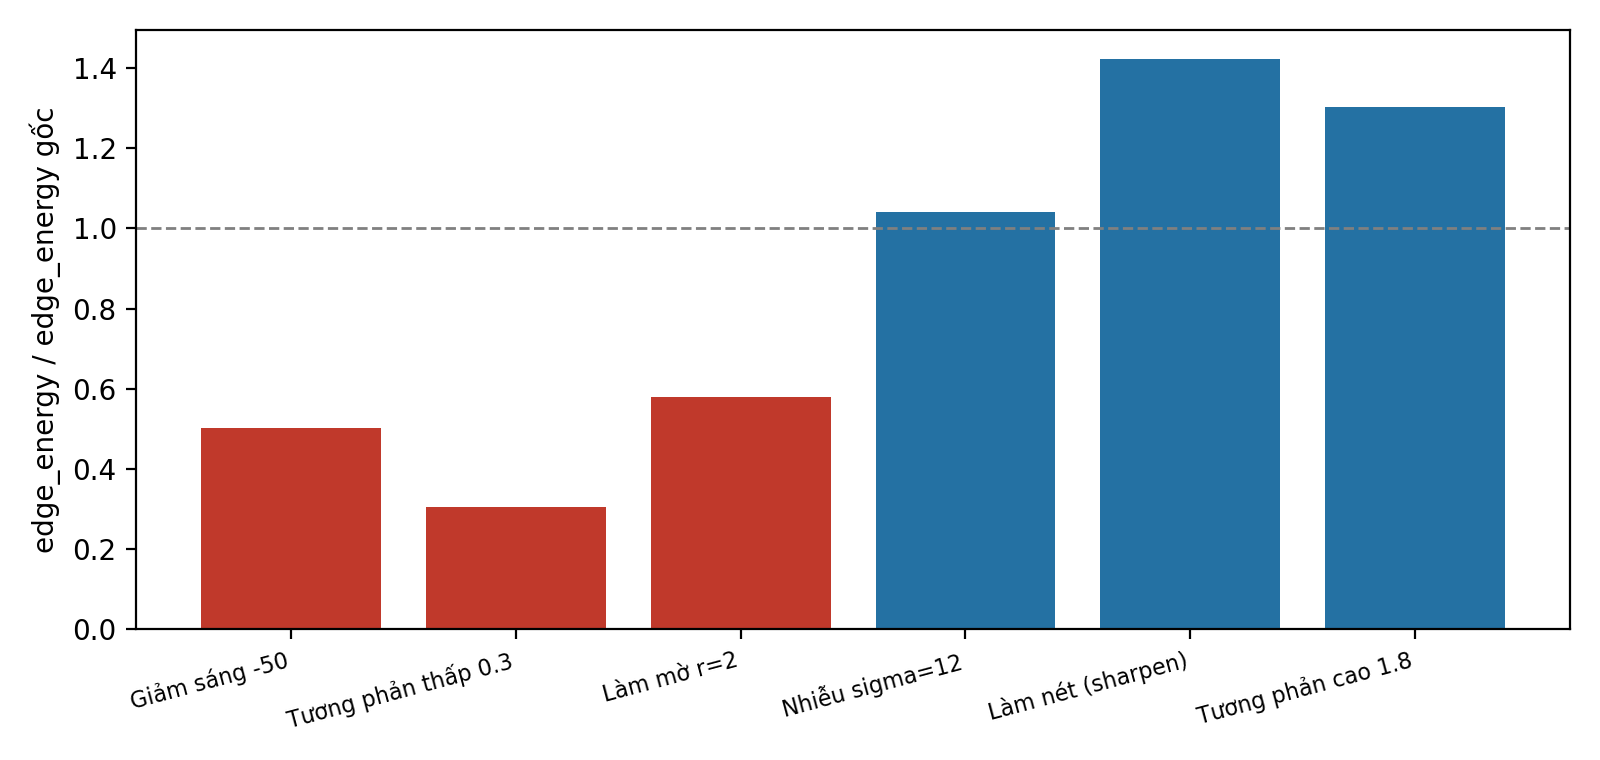 edge_energy / edge_energy gốc
1.4
1.2
1.0
0.8
0.6
0.4
0.2
0.0
Giảm sáng -50
Tương phản thấp 0.3
Làm mờ r=2
Nhiễu sigma=12
Làm nét (sharpen)
Tương phản cao 1.8